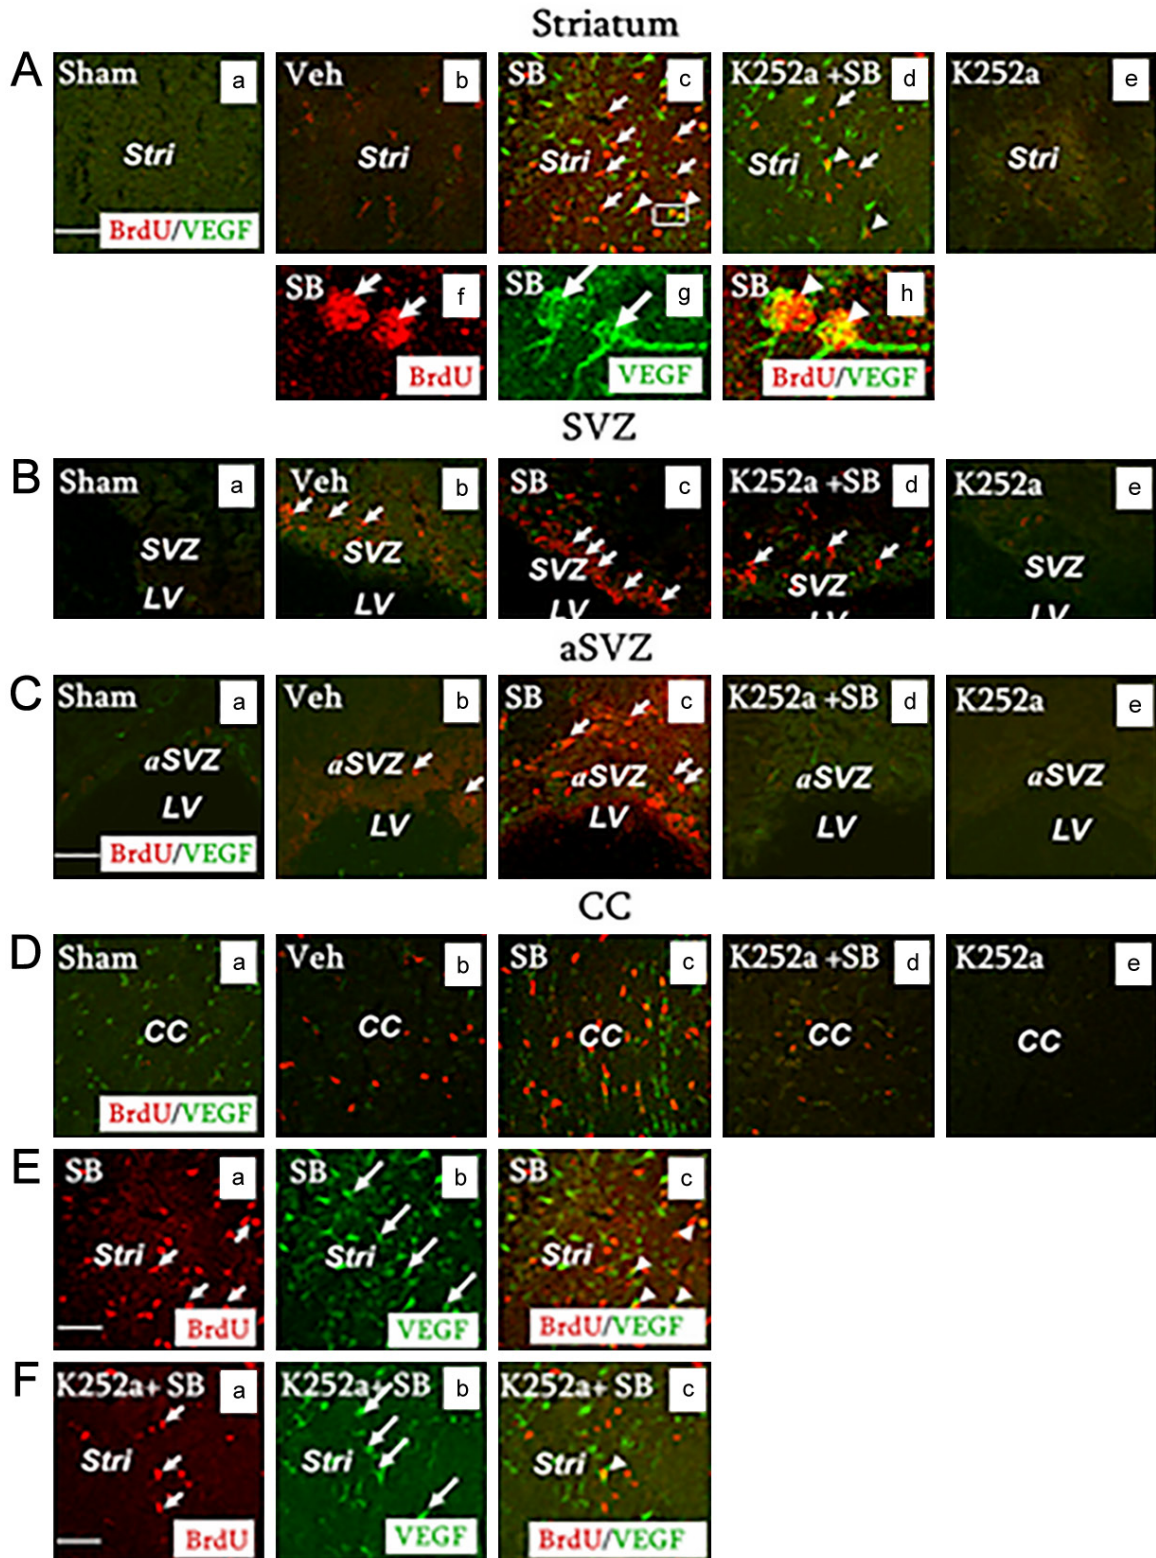 Striatum
A
Sham a
Stri
BrdU/VEGF
Veh b
Stri
SB c
Stri
K252a +SB d
Stri
K252a e
Stri
SB f
BrdU
SB g
VEGF
SB h
BrdU/VEGF
SVZ
B
Sham a
SVZ
LV
Veh b
SVZ
LV
SB c
SVZ
LV
K252a +SB d
SVZ
LV
K252a e
SVZ
LV
aSVZ
C
Sham a
aSVZ
LV
BrdU/VEGF
Veh b
aSVZ
LV
SB c
aSVZ
LV
K252a +SB d
aSVZ
LV
K252a e
aSVZ
LV
CC
D
Sham a
CC
BrdU/VEGF
Veh b
CC
SB c
CC
K252a +SB d
CC
K252a e
CC
E
SB a
Stri
BrdU
SB b
Stri
VEGF
SB c
Stri
BrdU/VEGF
F
K252a+ SB a
Stri
BrdU
K252a+ SB b
Stri
VEGF
K252a+ SB c
Stri
BrdU/VEGF